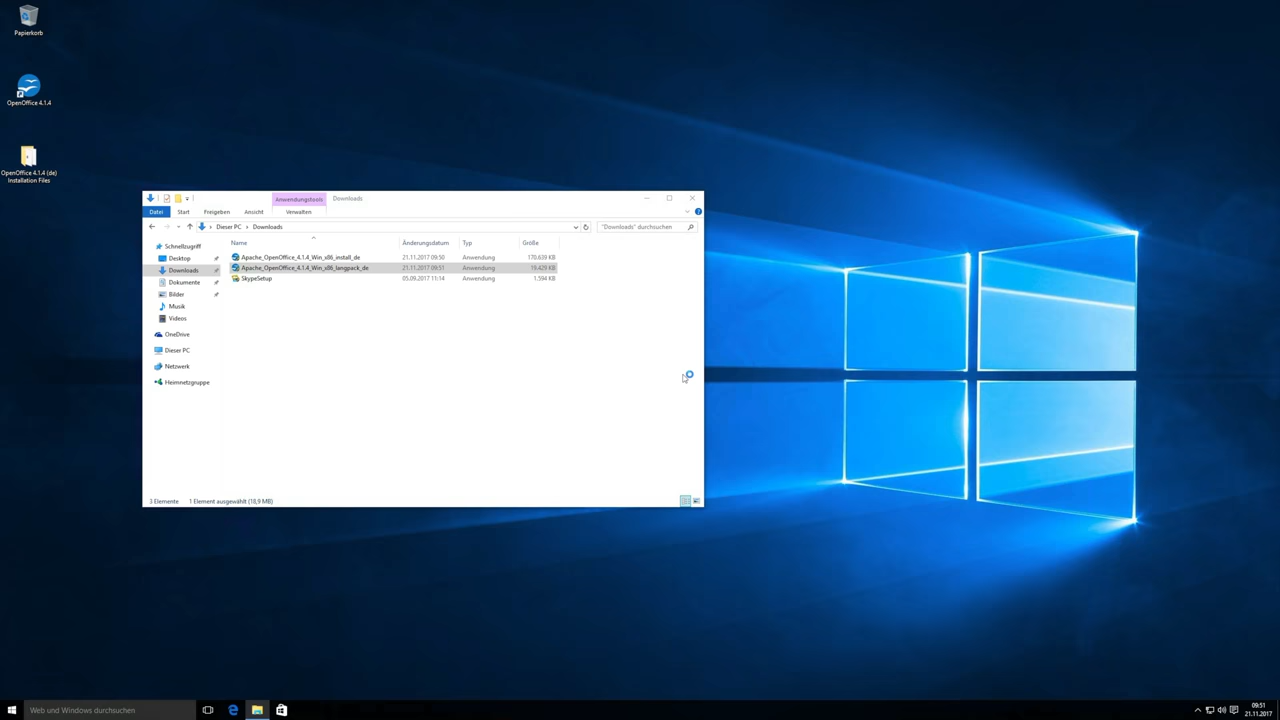 Papierkorb
OpenOffice 4.1.4
OpenOffice 4.1.4 (de)
Installation Files
Anwendungstools Downloads
Datei Start Freigeben Ansicht Verwalten
Dieser PC Downloads "Downloads" durchsuchen
Name Änderungsdatum Typ Größe
Apache_OpenOffice_4.1.4_Win_x86_install_de 21.11.2017 09:50 Anwendung 170.639 KB
Apache_OpenOffice_4.1.4_Win_x86_langpack_de 21.11.2017 09:51 Anwendung 19.429 KB
SkypeSetup 05.09.2017 11:14 Anwendung 1.594 KB
Schnellzugriff
Desktop
Downloads
Dokumente
Bilder
Musik
Videos
OneDrive
Dieser PC
Netzwerk
Heimnetzgruppe
3 Elemente 1 Element ausgewählt (18,9 MB)
Web und Windows durchsuchen
09:51
21.11.2017